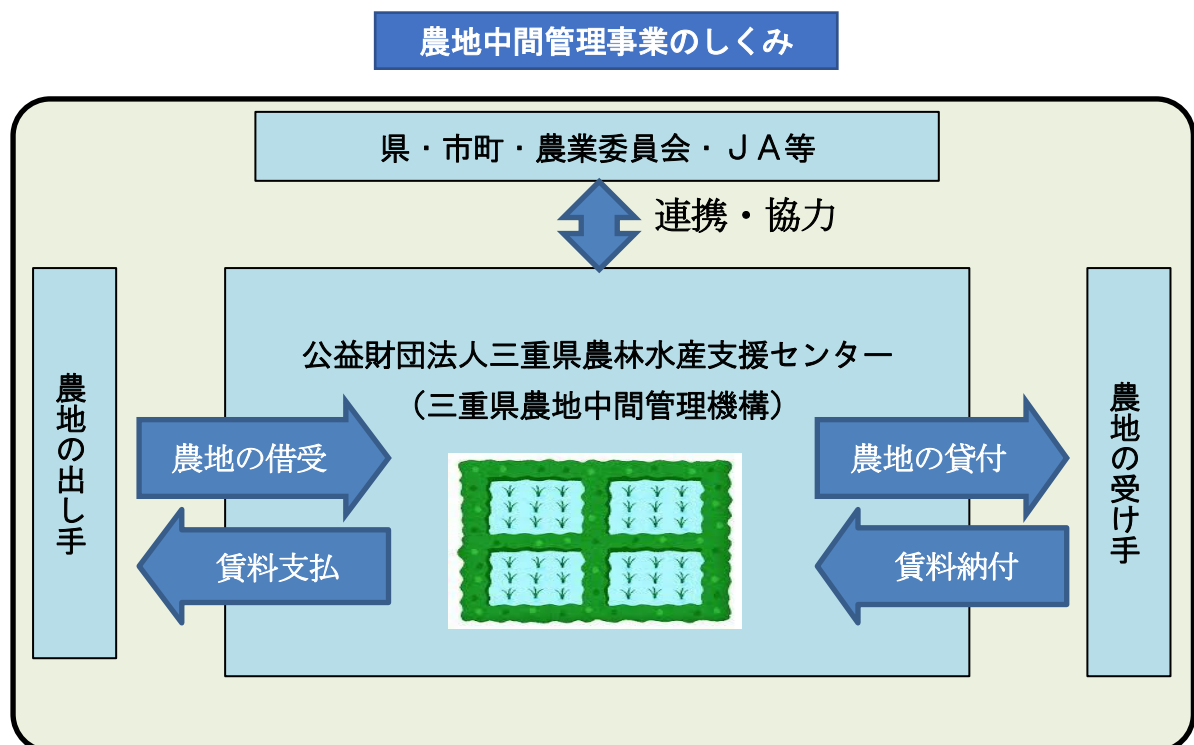 農地中間管理事業のしくみ
県・市町・農業委員会・ＪＡ等
連携・協力
農地の出し手
公益財団法人三重県農林水産支援センター
（三重県農地中間管理機構）
農地の借受
賃料支払
農地の貸付
賃料納付
農地の受け手